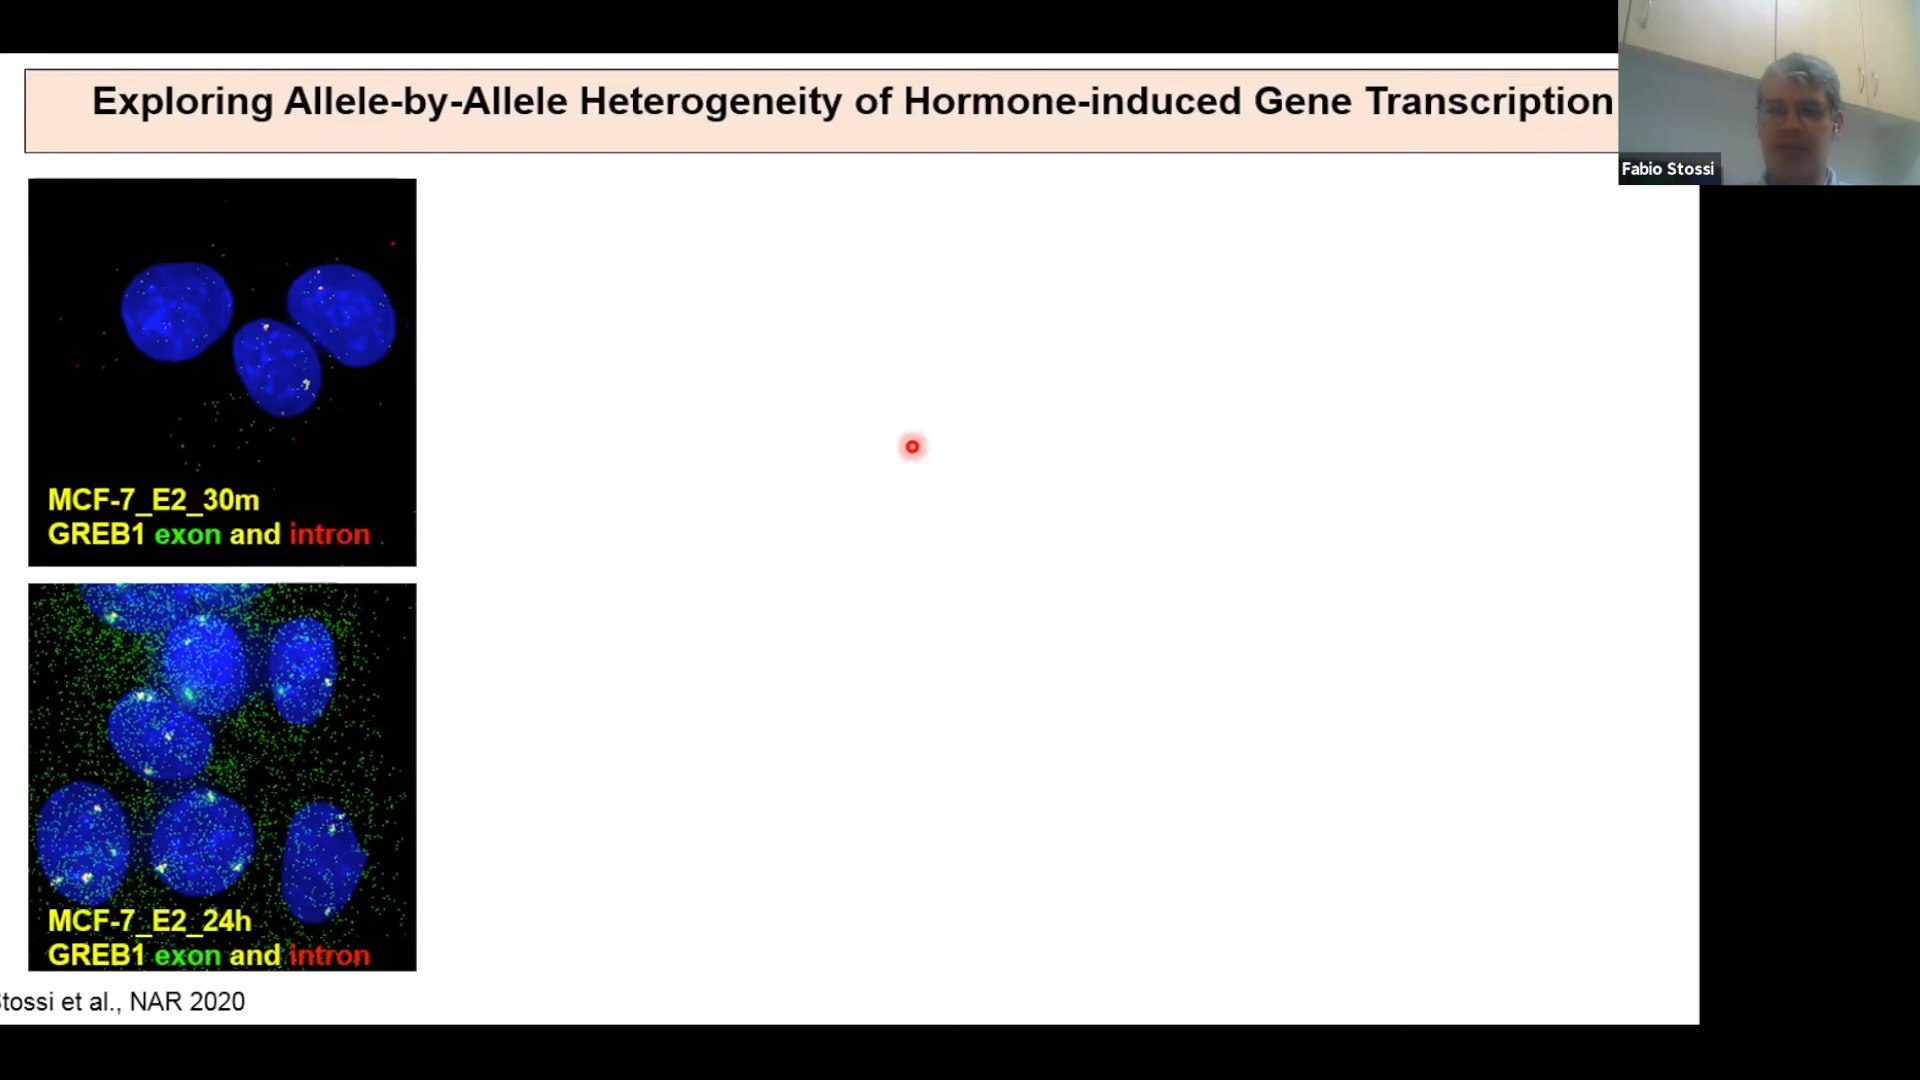 Exploring Allele-by-Allele Heterogeneity of Hormone-induced Gene Transcription
Fabio Stossi
MCF-7_E2_30m
GREB1 exon and intron
MCF-7_E2_24h
GREB1 exon and intron
Stossi et al., NAR 2020